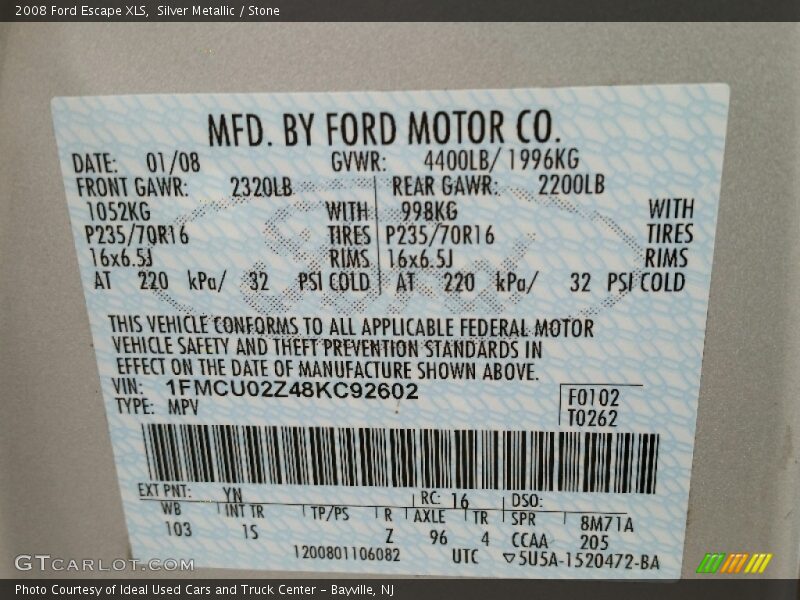 2008 Ford Escape XLS, Silver Metallic / Stone
MFD. BY FORD MOTOR CO.
DATE: 01/08 GVWR: 4400LB/ 1996KG
FRONT GAWR: 2320LB REAR GAWR: 2200LB
1052KG WITH 998KG WITH
P235/70R16 TIRES P235/70R16 TIRES
16x6.5J RIMS 16x6.5J RIMS
AT 220 kPa/ 32 PSI COLD AT 220 kPa/ 32 PSI COLD
THIS VEHICLE CONFORMS TO ALL APPLICABLE FEDERAL MOTOR
VEHICLE SAFETY AND THEFT PREVENTION STANDARDS IN
EFFECT ON THE DATE OF MANUFACTURE SHOWN ABOVE.
VIN: 1FMCU02Z48KC92602
TYPE: MPV
F0102
T0262
EXT PNT: YN RC: 16 DSO:
WB INT TR TP/PS R AXLE TR SPR 8M71A
103 1S Z 96 4 CCAA 205
1200801106082 UTC ▽5U5A-1520472-BA
GTCARLOT.COM
Photo Courtesy of Ideal Used Cars and Truck Center – Bayville, NJ